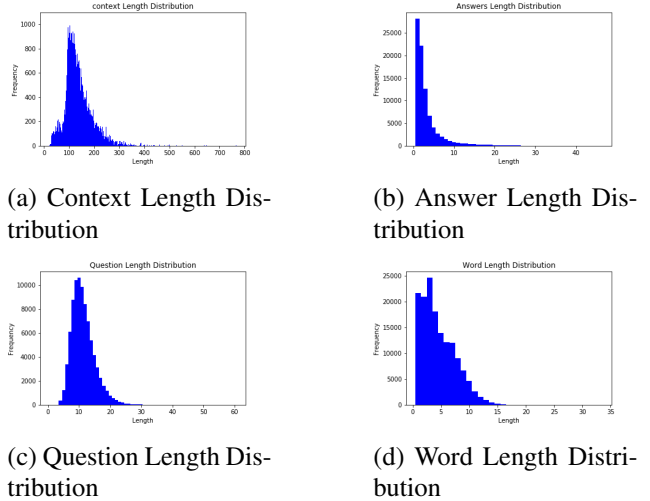 context Length Distribution
Frequency
1000
800
600
400
200
0
0 100 200 300 400 500 600 700 800
Length
(a) Context Length Dis-
tribution
Answers Length Distribution
Frequency
25000
20000
15000
10000
5000
0
0 10 20 30 40
Length
(b) Answer Length Dis-
tribution
Question Length Distribution
Frequency
10000
8000
6000
4000
2000
0
0 10 20 30 40 50 60
Length
(c) Question Length Dis-
tribution
Word Length Distribution
Frequency
25000
20000
15000
10000
5000
0
0 5 10 15 20 25 30 35
Length
(d) Word Length Distri-
bution